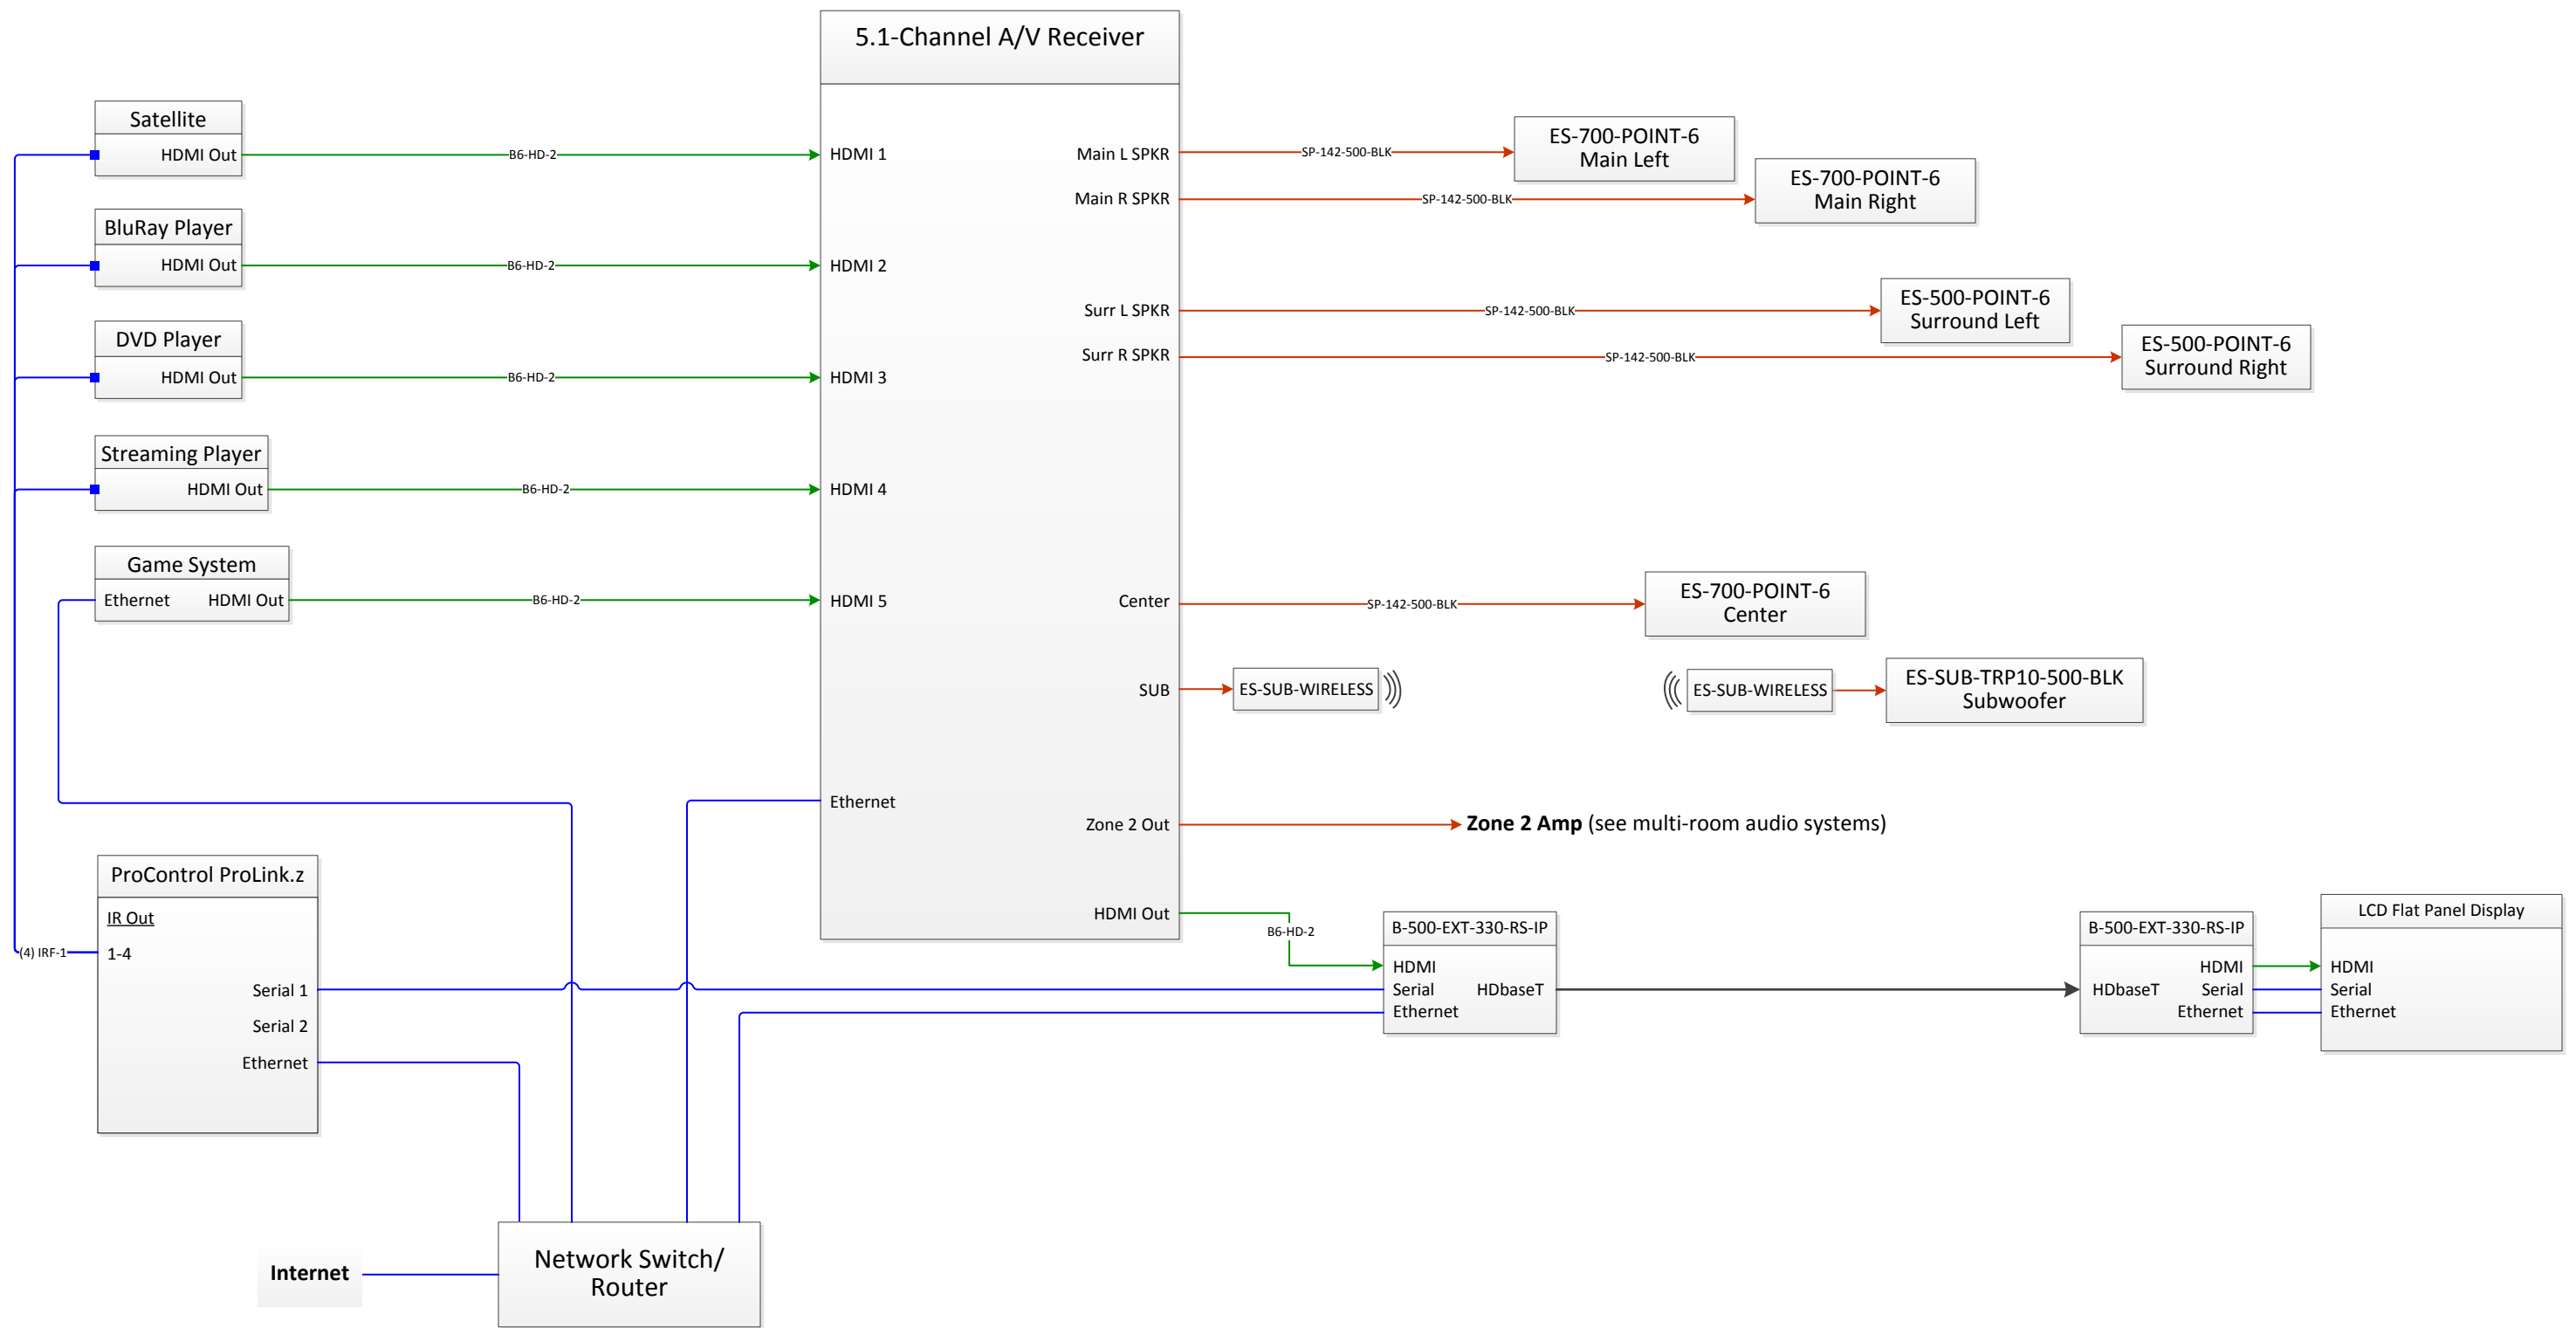 5.1-Channel A/V Receiver
Satellite
HDMI Out
B6-HD-2
HDMI 1
Main L SPKR
SP-142-500-BLK
ES-700-POINT-6
Main Left
Main R SPKR
SP-142-500-BLK
ES-700-POINT-6
Main Right
BluRay Player
HDMI Out
B6-HD-2
HDMI 2
Surr L SPKR
SP-142-500-BLK
ES-500-POINT-6
Surround Left
DVD Player
HDMI Out
B6-HD-2
HDMI 3
Surr R SPKR
SP-142-500-BLK
ES-500-POINT-6
Surround Right
Streaming Player
HDMI Out
B6-HD-2
HDMI 4
Game System
Ethernet
HDMI Out
B6-HD-2
HDMI 5
Center
SP-142-500-BLK
ES-700-POINT-6
Center
SUB
ES-SUB-WIRELESS
ES-SUB-WIRELESS
ES-SUB-TRP10-500-BLK
Subwoofer
Ethernet
Zone 2 Out
Zone 2 Amp (see multi-room audio systems)
HDMI Out
B6-HD-2
ProControl ProLink.z
IR Out
(4) IRF-1
1-4
Serial 1
Serial 2
Ethernet
B-500-EXT-330-RS-IP
HDMI
Serial
HDbaseT
Ethernet
B-500-EXT-330-RS-IP
HDMI
HDbaseT
Serial
Ethernet
LCD Flat Panel Display
HDMI
Serial
Ethernet
Internet
Network Switch/
Router